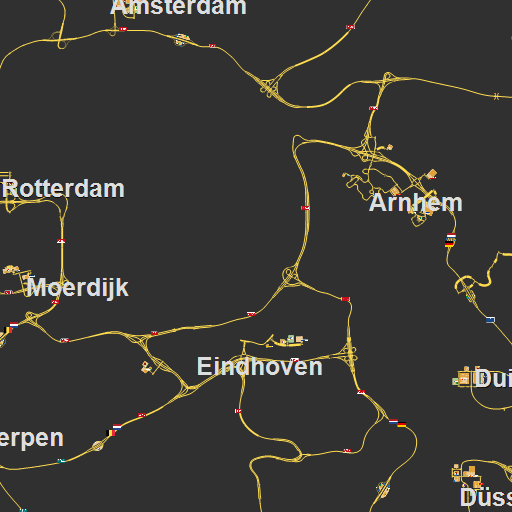 Amsterdam
Rotterdam
Arnhem
Moerdijk
Eindhoven
Dui
erpen
Düss